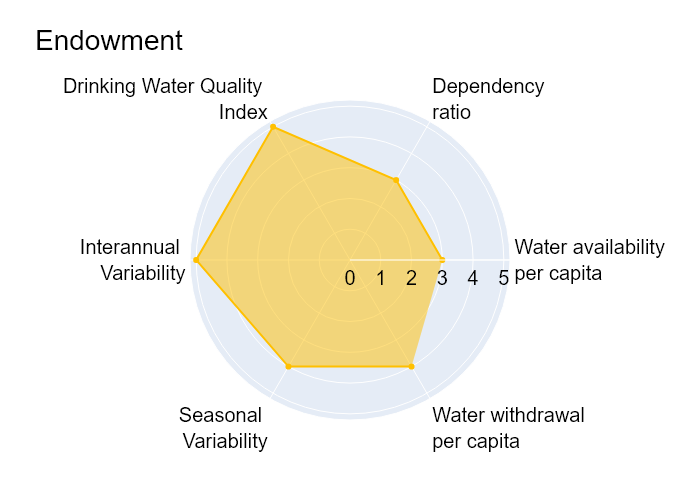 Endowment
Drinking Water Quality
Index
Dependency
ratio
Interannual
Variability
Water availability
per capita
0 1 2 3 4 5
Seasonal
Variability
Water withdrawal
per capita